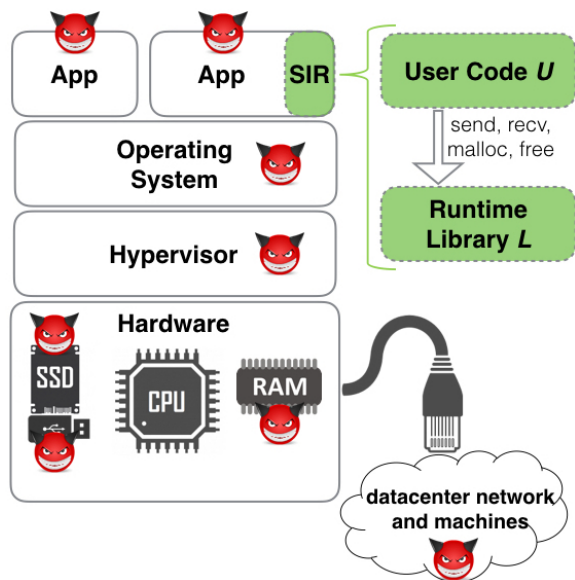 App
App
SIR
User Code U
send, recv,
malloc, free
Operating
System
Runtime
Library L
Hypervisor
Hardware
SSD
CPU
RAM
datacenter network
and machines